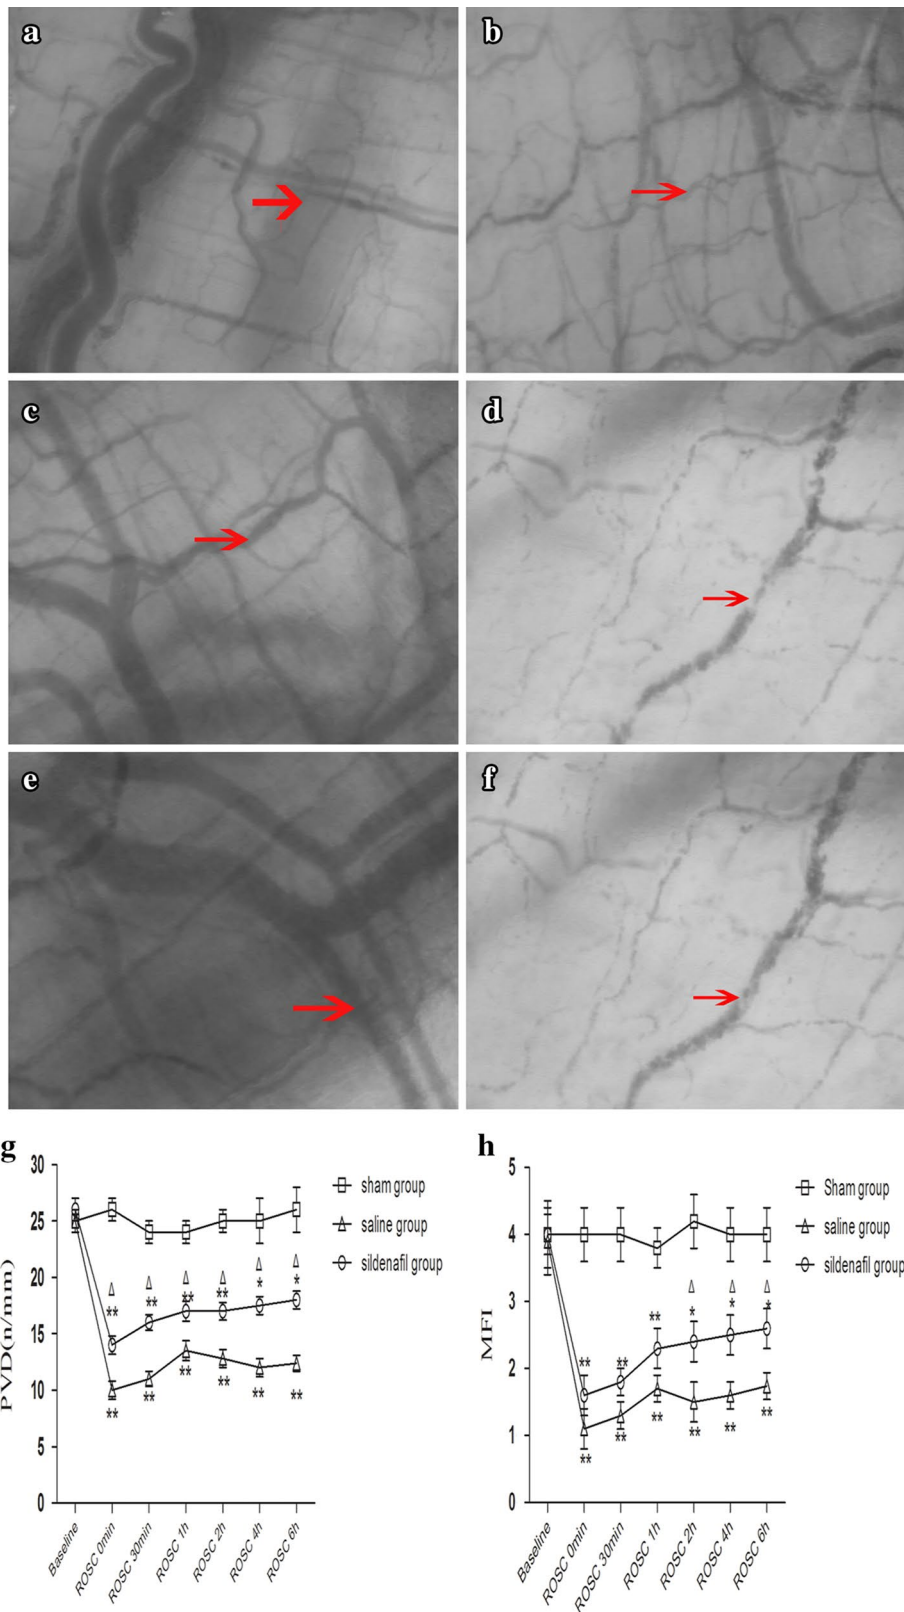 a
b
c
d
e
f
g
30
25
20
15
10
5
0
PVD(n/mm)
sham group
saline group
sildenafil group
Δ Δ Δ Δ Δ Δ
** ** ** ** * *
** ** ** ** ** **
Baseline
ROSC 0min
ROSC 30min
ROSC 1h
ROSC 2h
ROSC 4h
ROSC 6h
h
5
4
3
2
1
0
MFI
Sham group
saline group
sildenafil group
Δ Δ Δ
** ** ** * * *
** ** ** ** ** **
Baseline
ROSC 0min
ROSC 30min
ROSC 1h
ROSC 2h
ROSC 4h
ROSC 6h